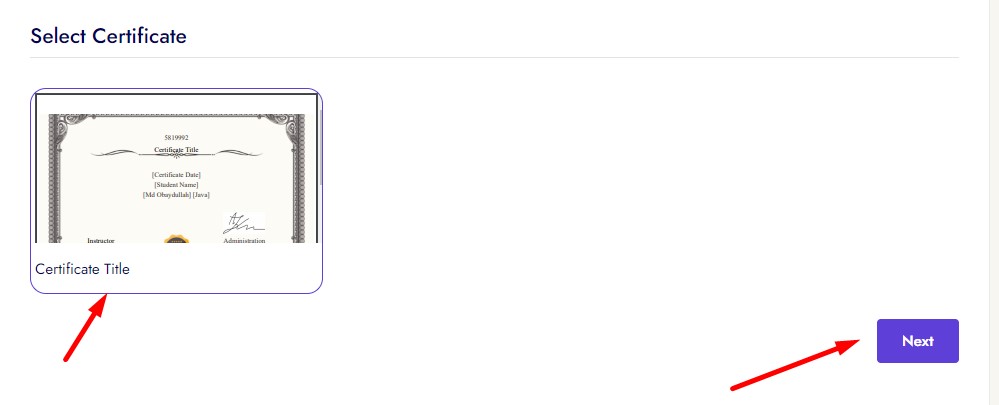 Select Certificate
5819992
Certificate Title
[Certificate Date]
[Student Name]
[Md Obaydullah] [Java]
Instructor
Administration
Certificate Title
Next